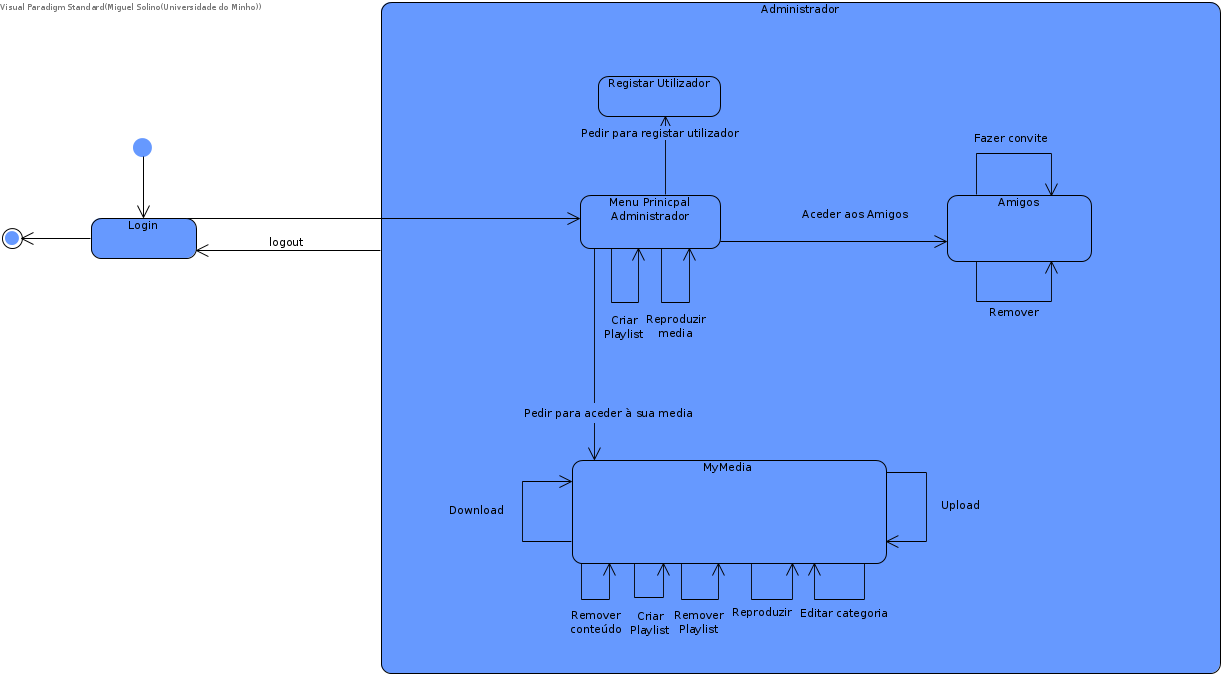 Visual Paradigm Standard(Miguel Solino(Universidade do Minho))
Administrador
Registar Utilizador
Pedir para registar utilizador
Fazer convite
Login
Menu Prinicpal
Administrador
Aceder aos Amigos
Amigos
logout
Criar
Playlist
Reproduzir
media
Remover
Pedir para aceder à sua media
MyMedia
Download
Upload
Remover
conteúdo
Criar
Playlist
Remover
Playlist
Reproduzir
Editar categoria